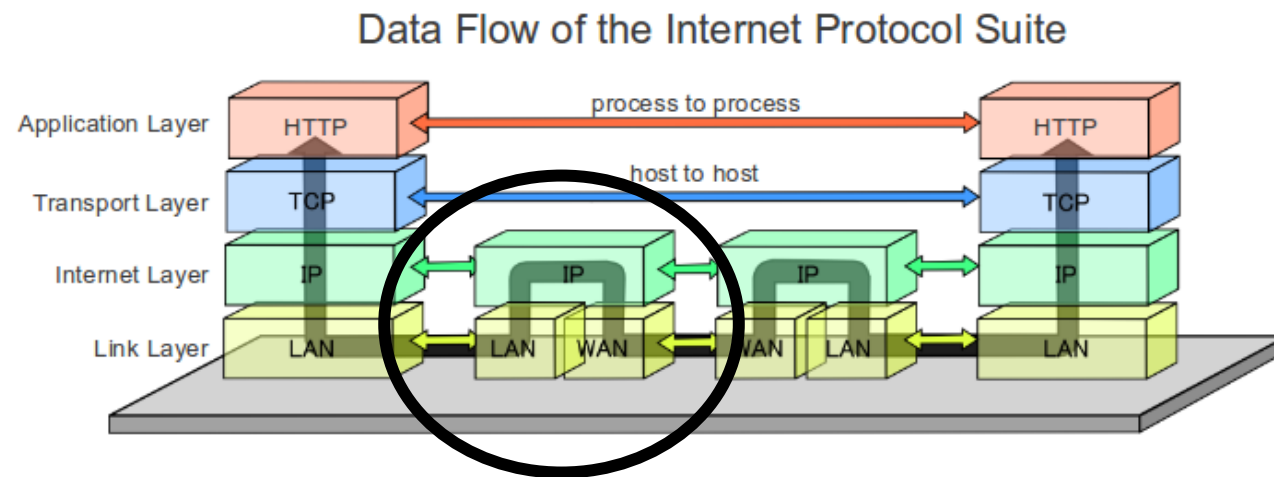 Data Flow of the Internet Protocol Suite
Application Layer HTTP process to process HTTP
Transport Layer TCP host to host TCP
Internet Layer IP IP IP IP
Link Layer LAN LAN WAN WAN LAN LAN